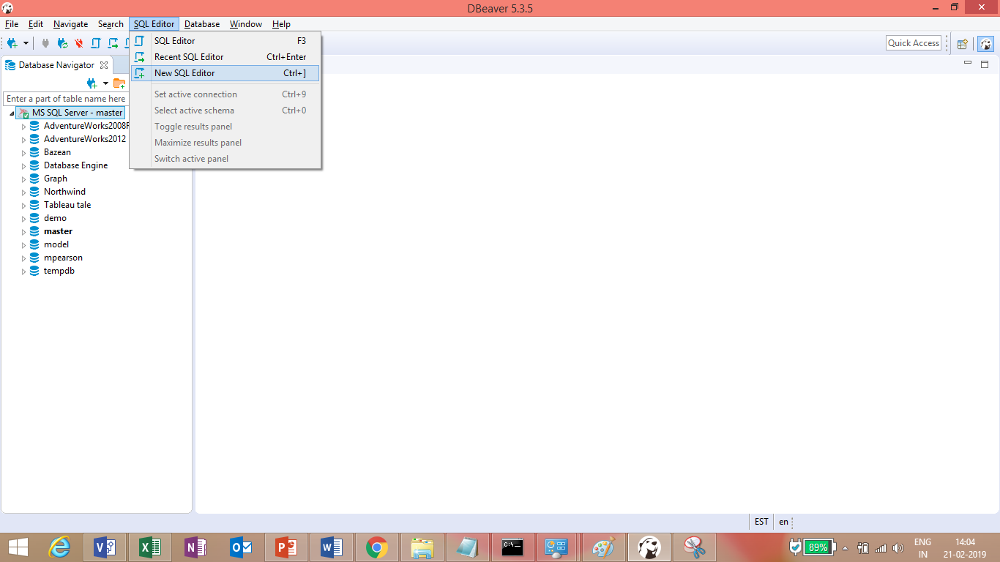 DBeaver 5.3.5
File Edit Navigate Search SQL Editor Database Window Help
Quick Access
SQL Editor F3
Recent SQL Editor Ctrl+Enter
New SQL Editor Ctrl+]
Set active connection Ctrl+9
Select active schema Ctrl+0
Toggle results panel
Maximize results panel
Switch active panel
Database Navigator
Enter a part of table name here
MS SQL Server - master
AdventureWorks2008R
AdventureWorks2012
Bazean
Database Engine
Graph
Northwind
Tableau tale
demo
master
model
mpearson
tempdb
EST en
89% ENG 14:04
IN 21-02-2019